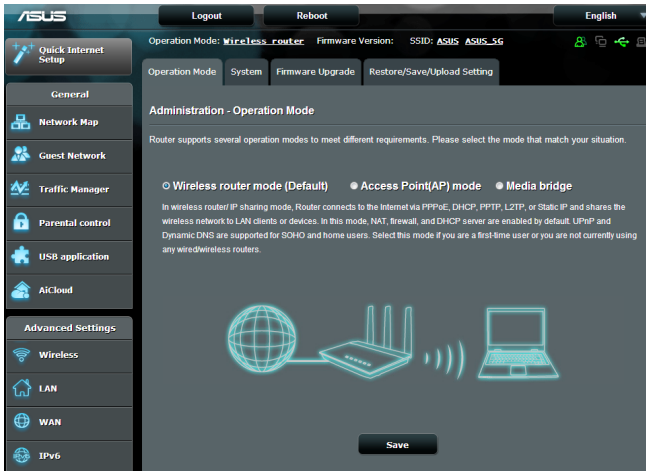 ASUS
Logout
Reboot
English
Quick Internet
Setup
Operation Mode: Wireless router Firmware Version: SSID: ASUS ASUS_5G
Operation Mode
System
Firmware Upgrade
Restore/Save/Upload Setting
General
Network Map
Guest Network
Traffic Manager
Parental control
USB application
AiCloud
Advanced Settings
Wireless
LAN
WAN
IPv6
Administration - Operation Mode
Router supports several operation modes to meet different requirements. Please select the mode that match your situation.
Wireless router mode (Default)
Access Point(AP) mode
Media bridge
In wireless router/ IP sharing mode, Router connects to the Internet via PPPoE, DHCP, PPTP, L2TP, or Static IP and shares the
wireless network to LAN clients or devices. In this mode, NAT, firewall, and DHCP server are enabled by default. UPnP and
Dynamic DNS are supported for SOHO and home users. Select this mode if you are a first-time user or you are not currently using
any wired/wireless routers.
Save